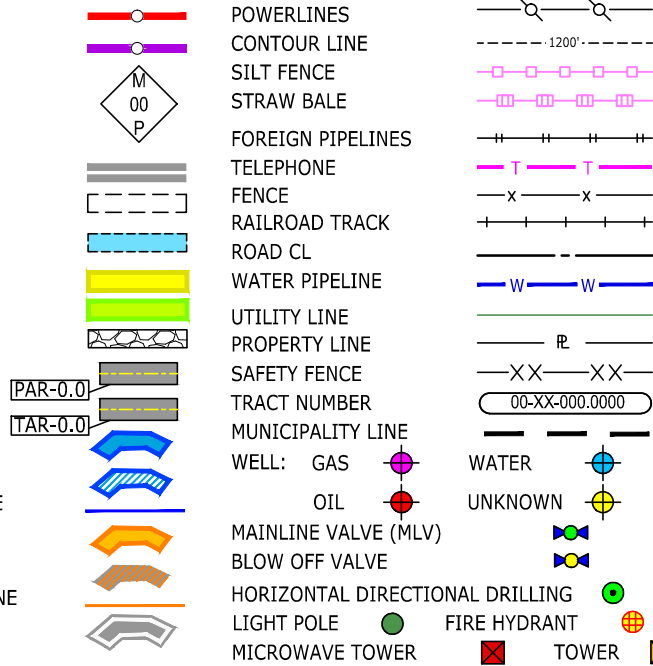 POWERLINES
CONTOUR LINE 1200'
SILT FENCE
M
00
P
STRAW BALE
FOREIGN PIPELINES
TELEPHONE T T
FENCE X X
RAILROAD TRACK
ROAD CL
WATER PIPELINE W W
UTILITY LINE
PROPERTY LINE PL
SAFETY FENCE XX XX
PAR-0.0
TRACT NUMBER 00-XX-000.0000
TAR-0.0
MUNICIPALITY LINE
WELL: GAS WATER
E
OIL UNKNOWN
MAINLINE VALVE (MLV)
BLOW OFF VALVE
NE
HORIZONTAL DIRECTIONAL DRILLING
LIGHT POLE FIRE HYDRANT
MICROWAVE TOWER TOWER